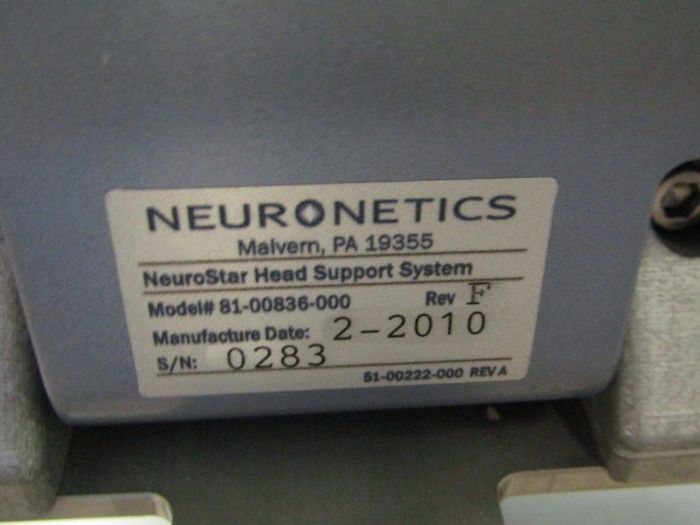 NEURONETICS
Malvern, PA 19355
NeuroStar Head Support System
Model# 81-00836-000 Rev F
Manufacture Date: 2-2010
S/N: 0283
51-00222-000 REV A